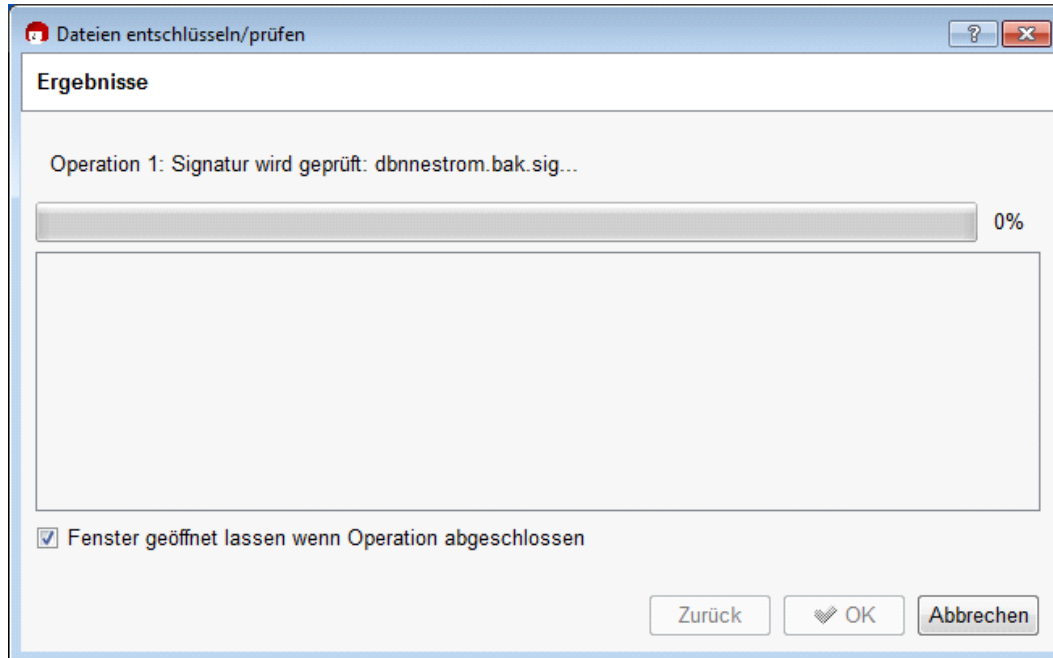 Dateien entschlüsseln/prüfen
Ergebnisse
Operation 1: Signatur wird geprüft: dbnnestrom.bak.sig...
0%
Fenster geöffnet lassen wenn Operation abgeschlossen
Zurück
OK
Abbrechen